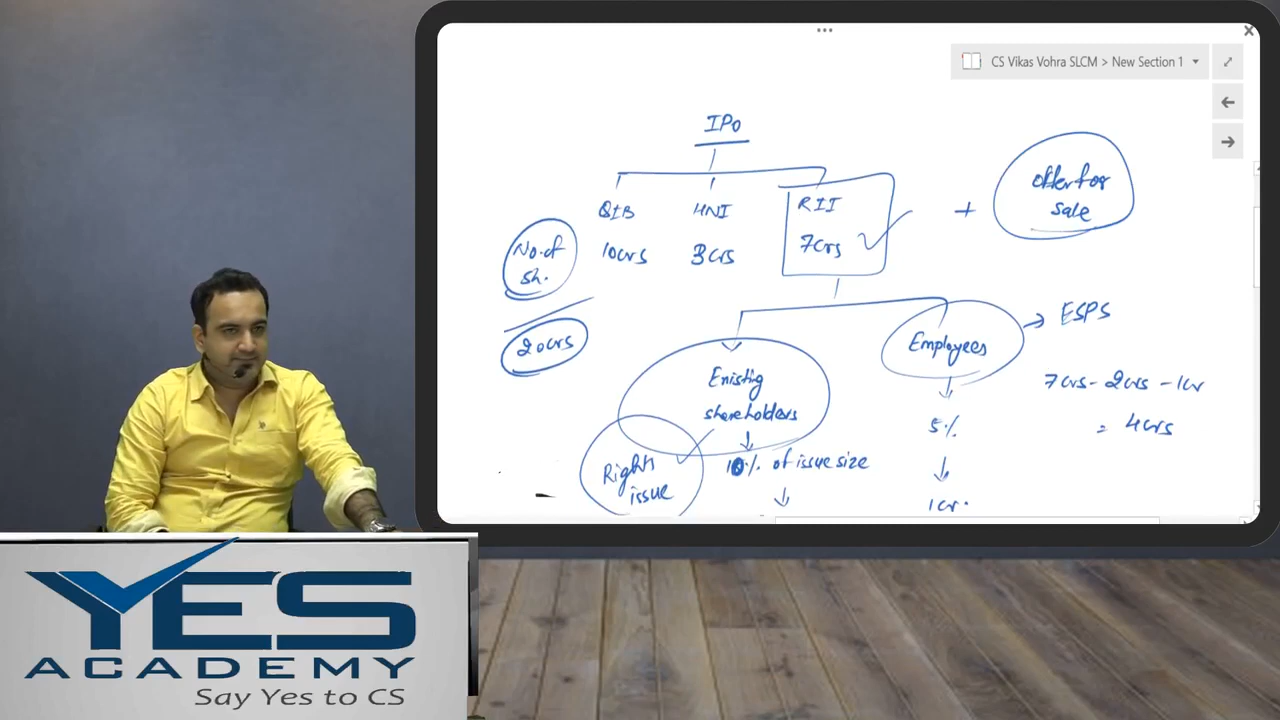 CS Vikas Vohra SLCM > New Section 1
IPO
QIB HNI RII
No. of sh. 10crs 3crs 7crs
20crs
+ offer for sale
Existing shareholders
Employees → ESPS
10% of issue size
5%
1cr.
7crs - 2crs - 1cr
= 4crs
Rights issue
YES
ACADEMY
Say Yes to CS